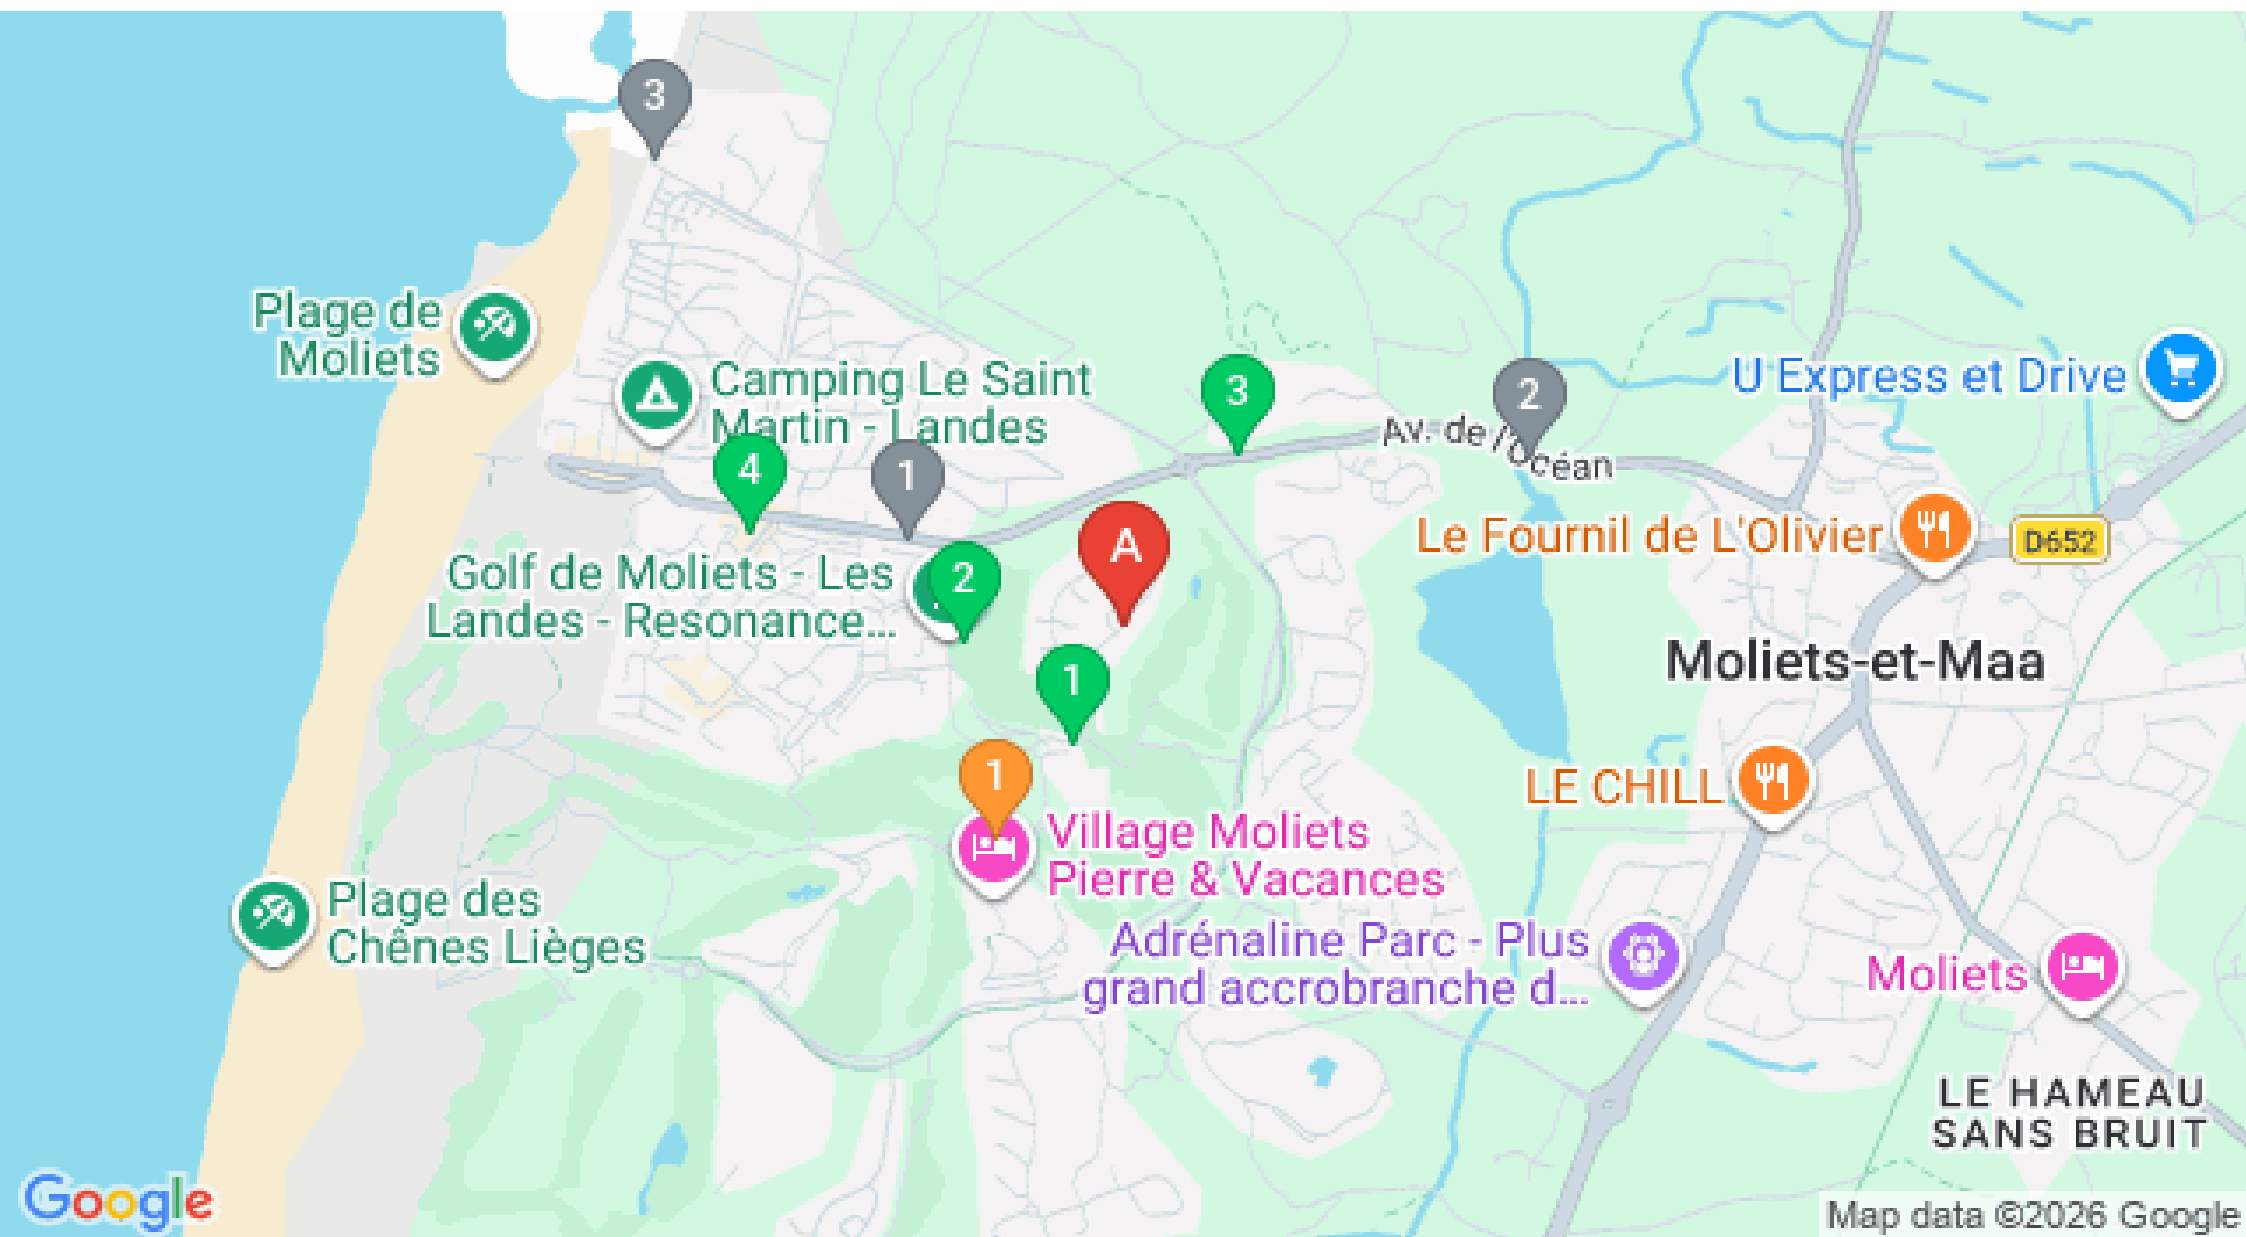 3
Plage de
Moliets
Camping Le Saint
Martin - Landes
4
1
3
2
Av. de l'Océan
U Express et Drive
A
Le Fournil de L'Olivier
D652
Golf de Moliets - Les
Landes - Resonance...
2
1
Moliets-et-Maa
1
LE CHILL
Village Moliets
Pierre & Vacances
Plage des
Chênes Lièges
Adrénaline Parc - Plus
grand accrobranche d...
Moliets
LE HAMEAU
SANS BRUIT
Google
Map data ©2026 Google